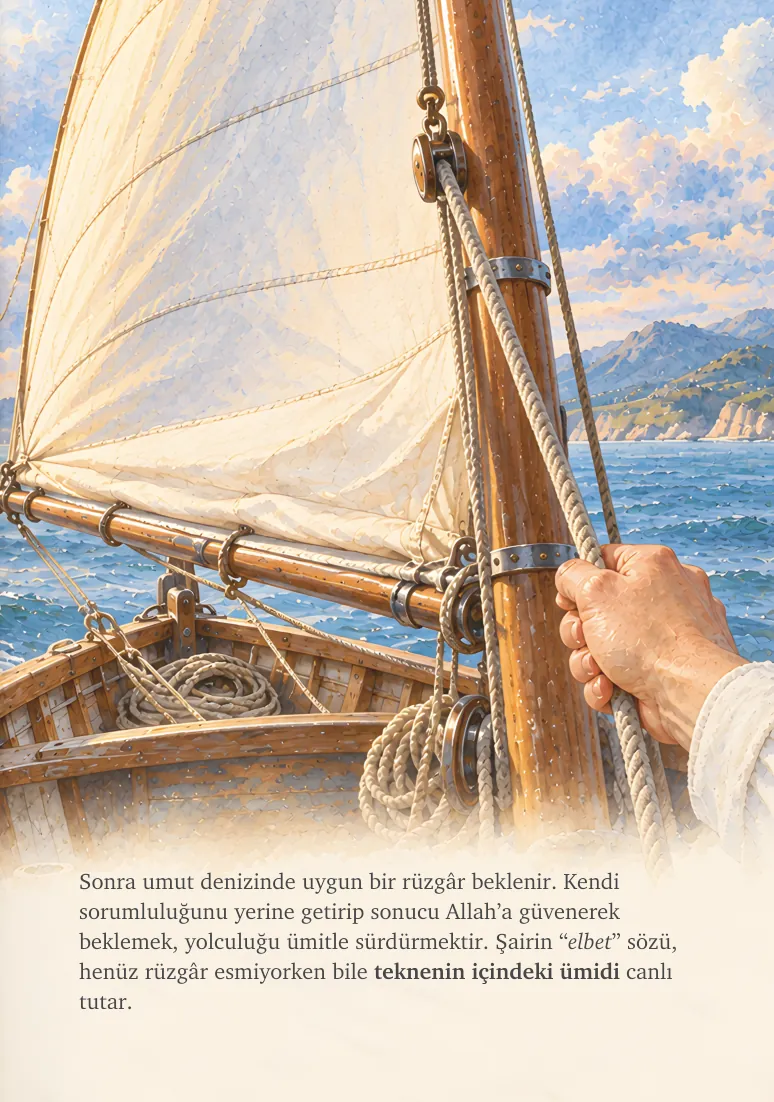 Sonra umut denizinde uygun bir rüzgâr beklenir. Kendi
sorumluluğunu yerine getirip sonucu Allah’a güvenerek
beklemek, yolculuğu ümitle sürdürmektir. Şairin “elbet” sözü,
henüz rüzgâr esmiyorken bile teknenin içindeki ümidi canlı
tutar.